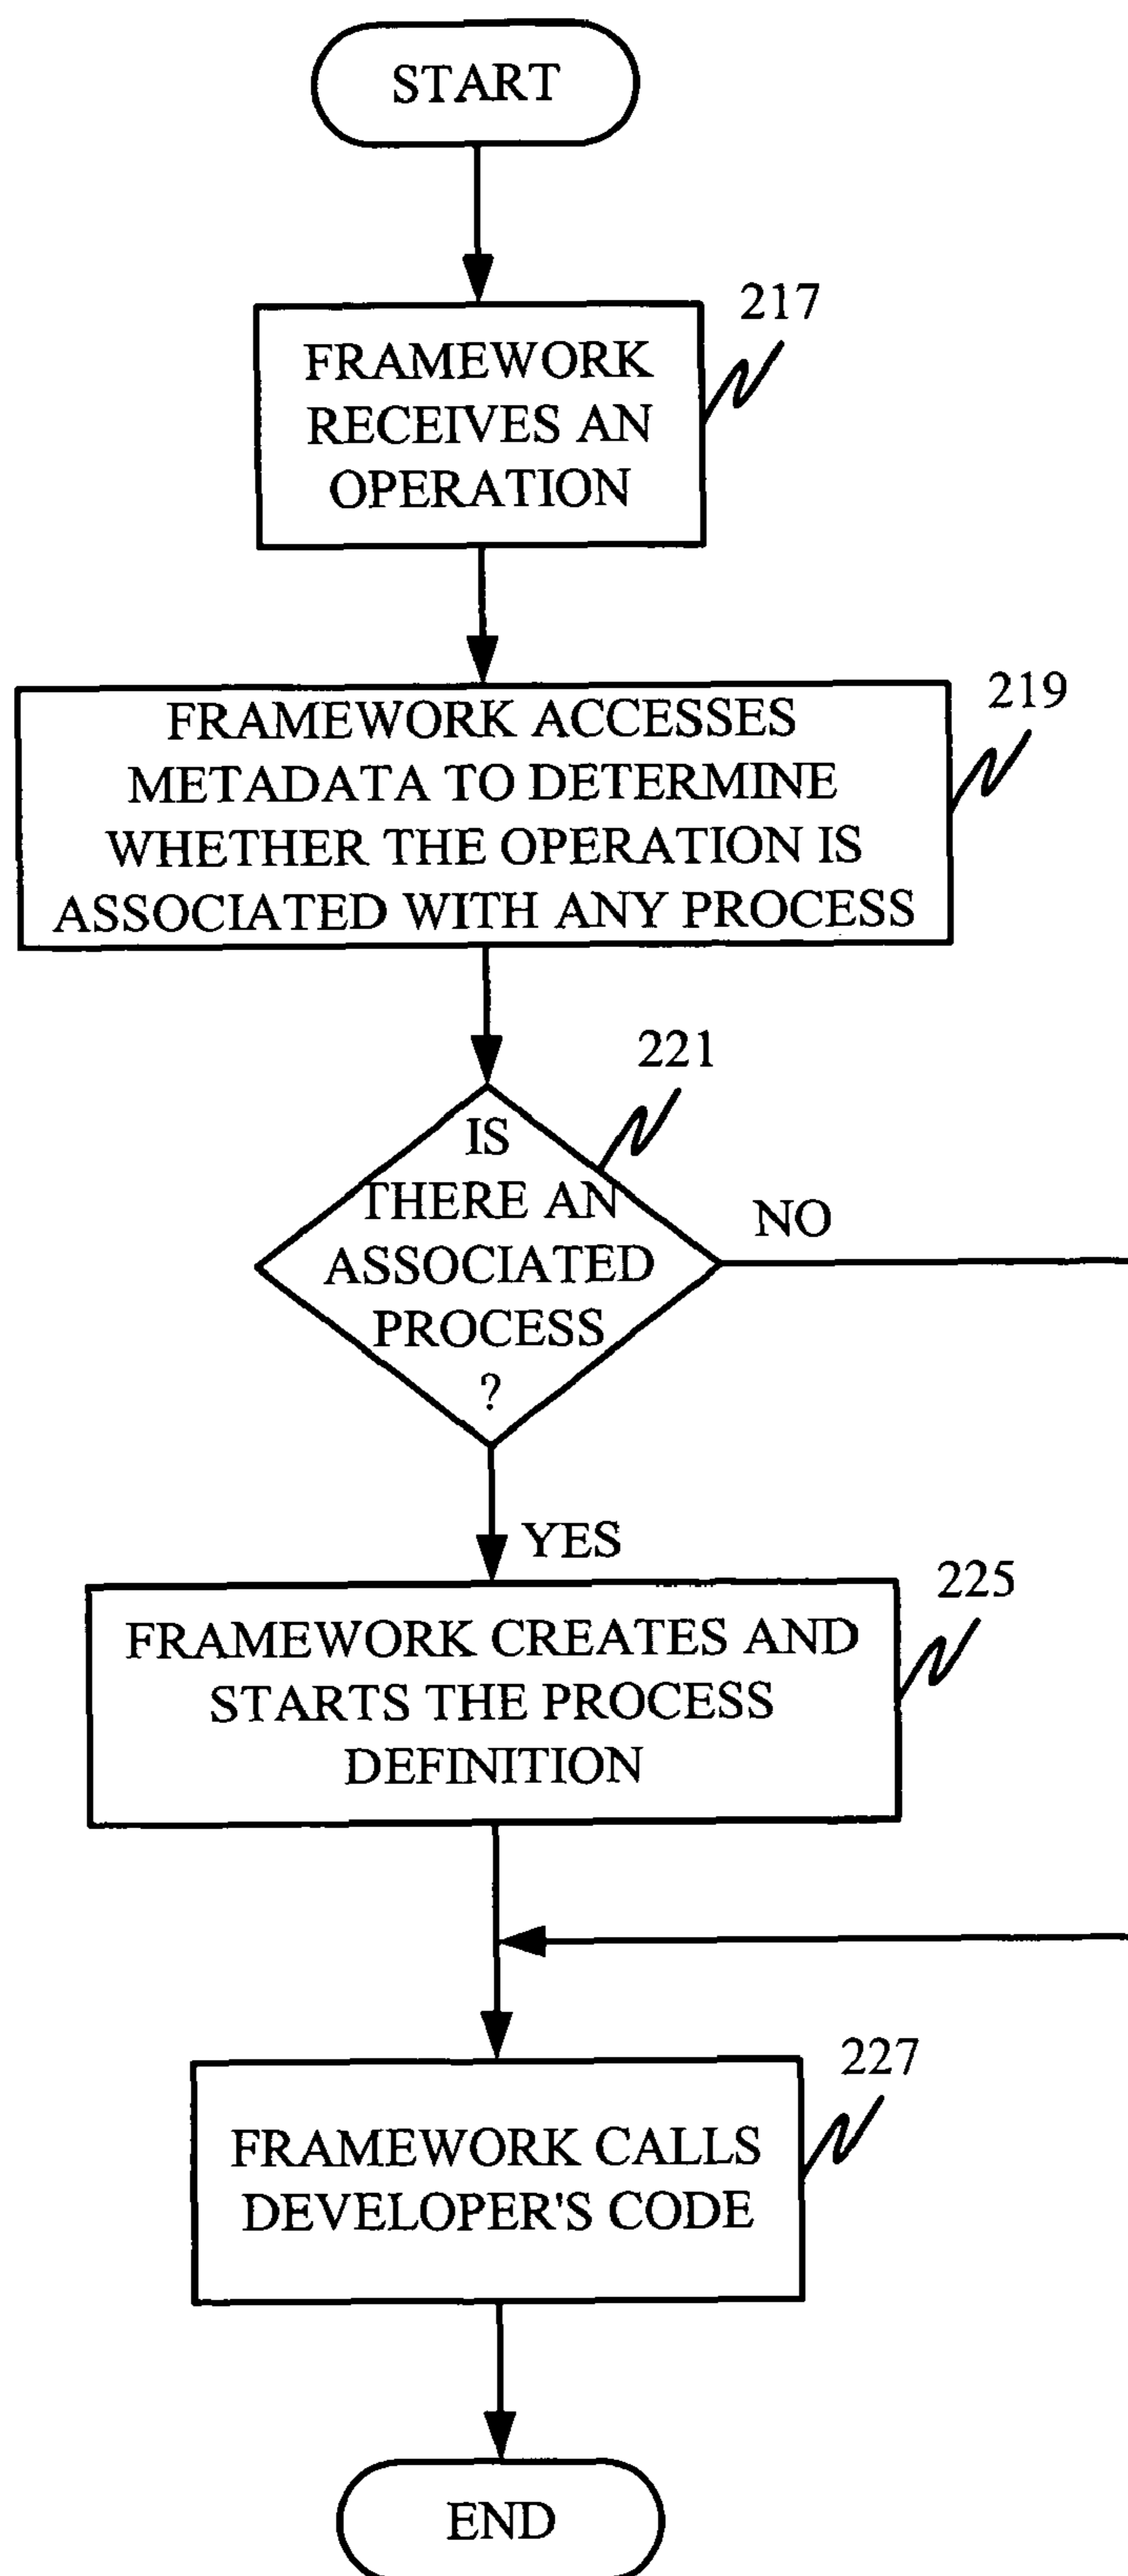 START
217
FRAMEWORK
RECEIVES AN
OPERATION
219
FRAMEWORK ACCESSES
METADATA TO DETERMINE
WHETHER THE OPERATION IS
ASSOCIATED WITH ANY PROCESS
221
IS
THERE AN
ASSOCIATED
PROCESS
?
NO
YES
225
FRAMEWORK CREATES AND
STARTS THE PROCESS
DEFINITION
227
FRAMEWORK CALLS
DEVELOPER'S CODE
END